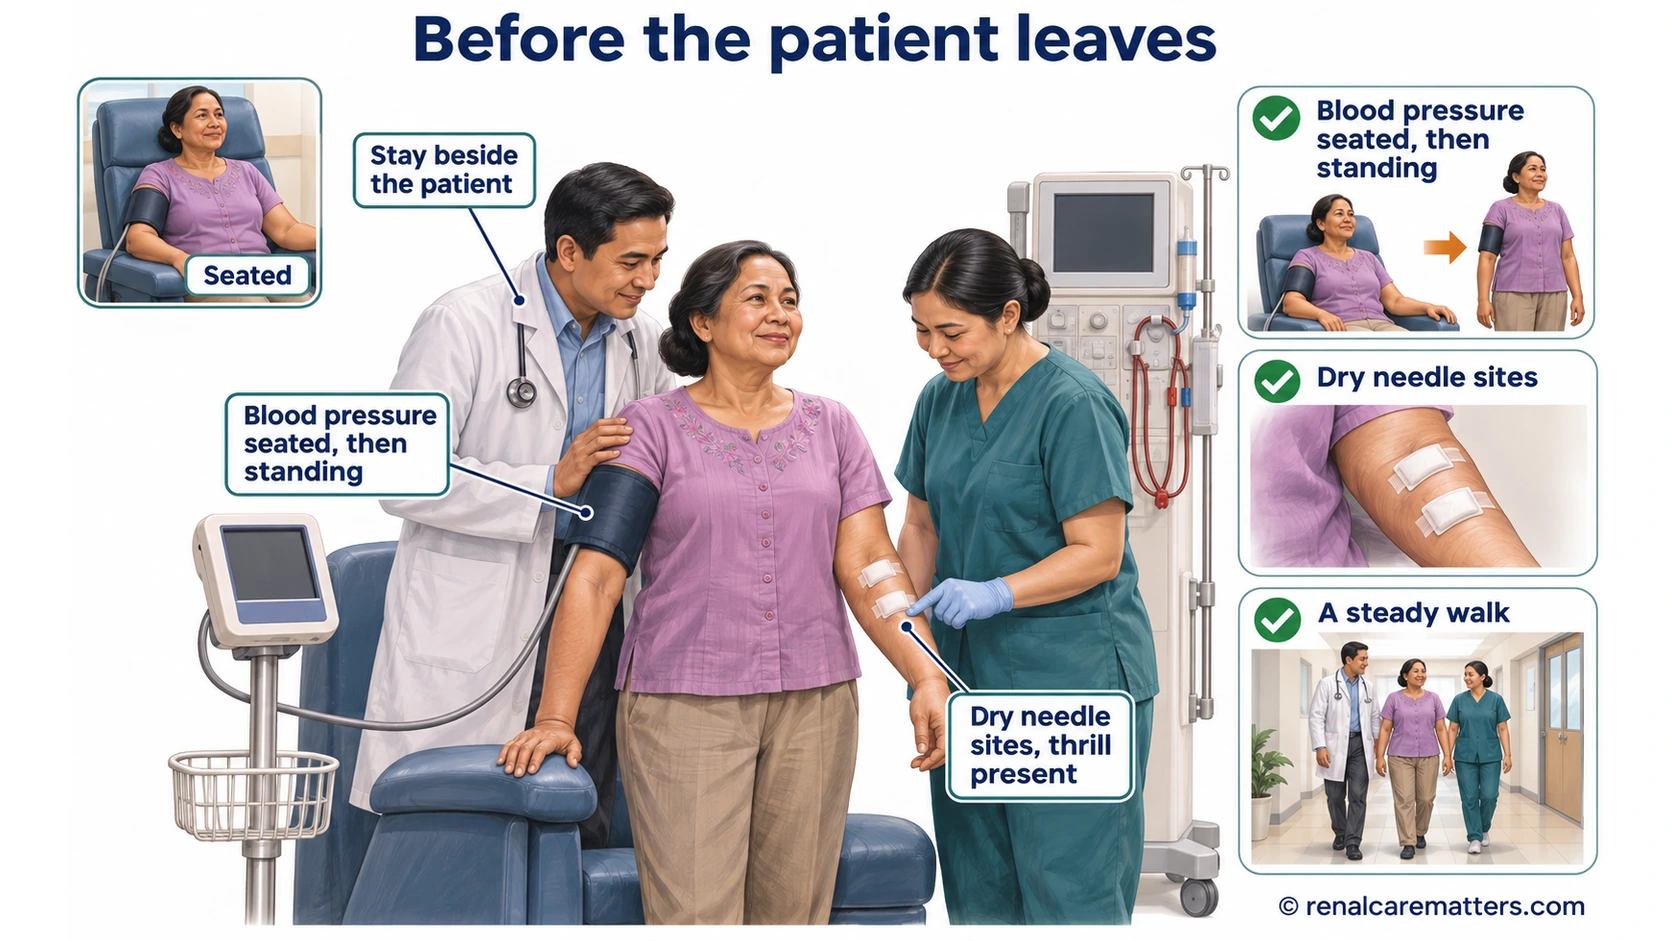 Before the patient leaves
Seated
Stay beside
the patient
Blood pressure
seated, then
standing
Dry needle
sites, thrill
present
Blood pressure
seated, then
standing
Dry needle sites
A steady walk
© renalcarematters.com